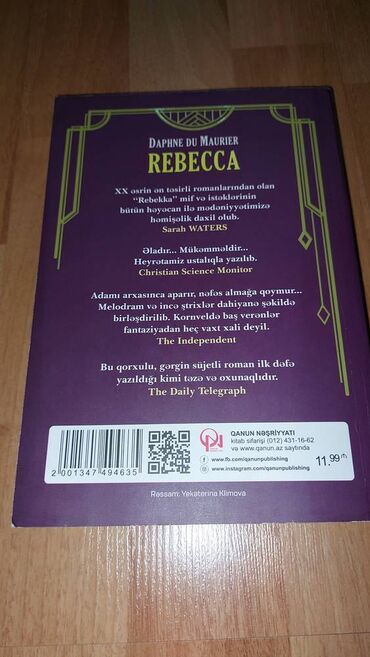 DAPHNE DU MAURIER
REBECCA
XX əsrin ən təsirli romanlarından olan
“Rebekka” mif və istəklərinin
bütün həyəcan ilə mədəniyyətimizə
həmişəlik daxil olub.
Sarah WATERS
Əladır... Mükəmməldir...
Heyrətamiz ustalıqla yazılıb.
Christian Science Monitor
Adamı arxasınca aparır, nəfəs almağa qoymur...
Melodram və incə ştrixlər dahiyanə şəkildə
birləşdirilib. Kornveldə baş verənlər
fantaziyadan heç vaxt xali deyil.
The Independent
Bu qorxulu, gərgin süjetli roman ilk dəfə
yazıldığı kimi təzə və oxunaqlıdır.
The Daily Telegraph
QANUN NƏŞRİYYATI
kitab sifarişi (012) 431-16-62
və www.qanun.az saytında
www.fb.com/qanunpublishing
www.instagram.com/qanunpublishing
11.99 ₼
2 001347 494635
Rəssam: Yekaterina Klimova